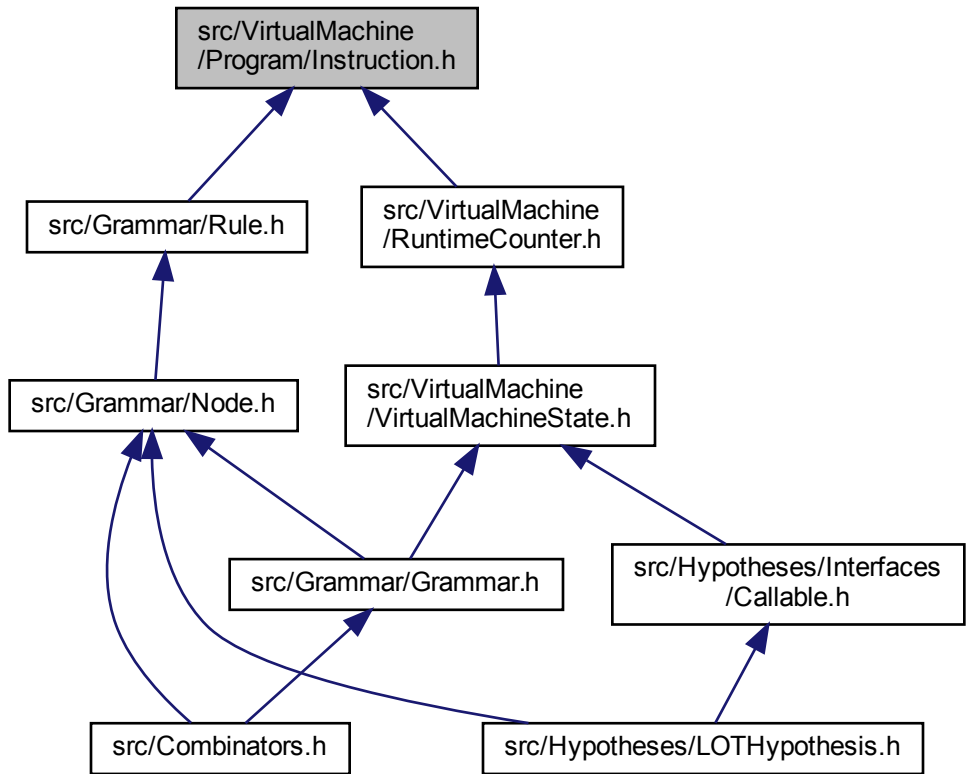 src/VirtualMachine
/Program/Instruction.h
src/Grammar/Rule.h
src/VirtualMachine
/RuntimeCounter.h
src/Grammar/Node.h
src/VirtualMachine
/VirtualMachineState.h
src/Grammar/Grammar.h
src/Hypotheses/Interfaces
/Callable.h
src/Combinators.h
src/Hypotheses/LOTHypothesis.h